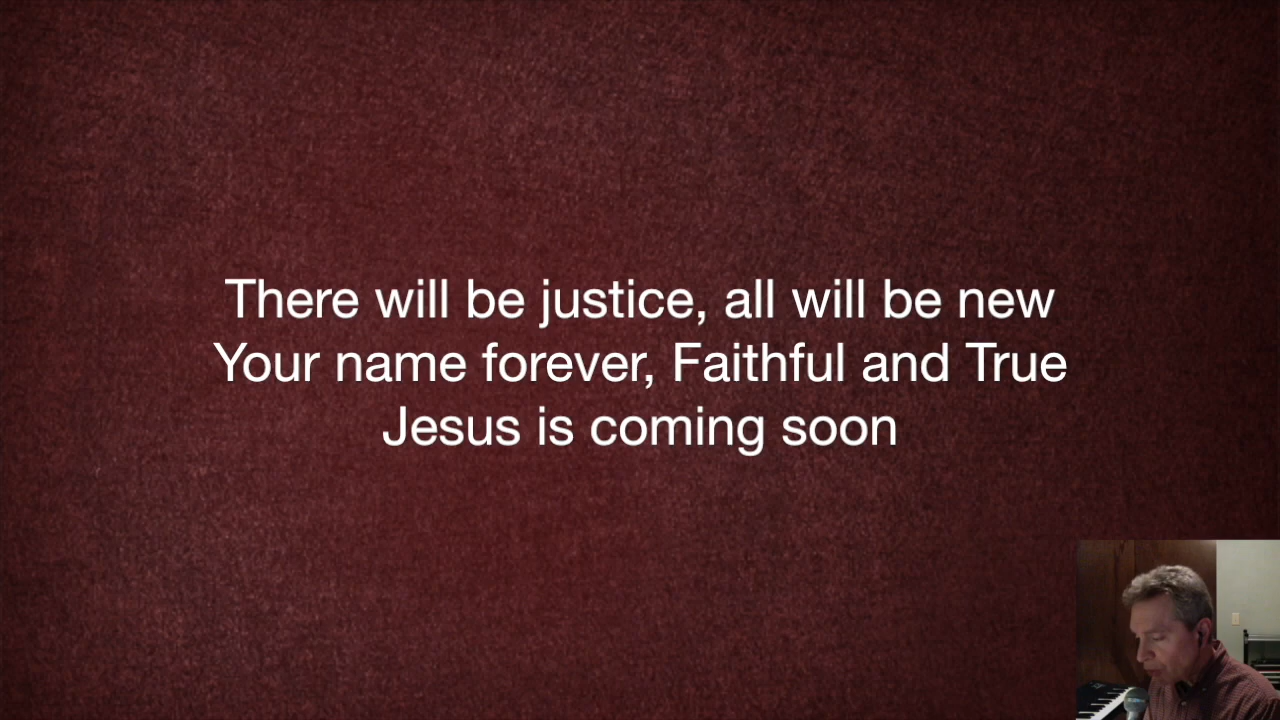 There will be justice, all will be new
Your name forever, Faithful and True
Jesus is coming soon